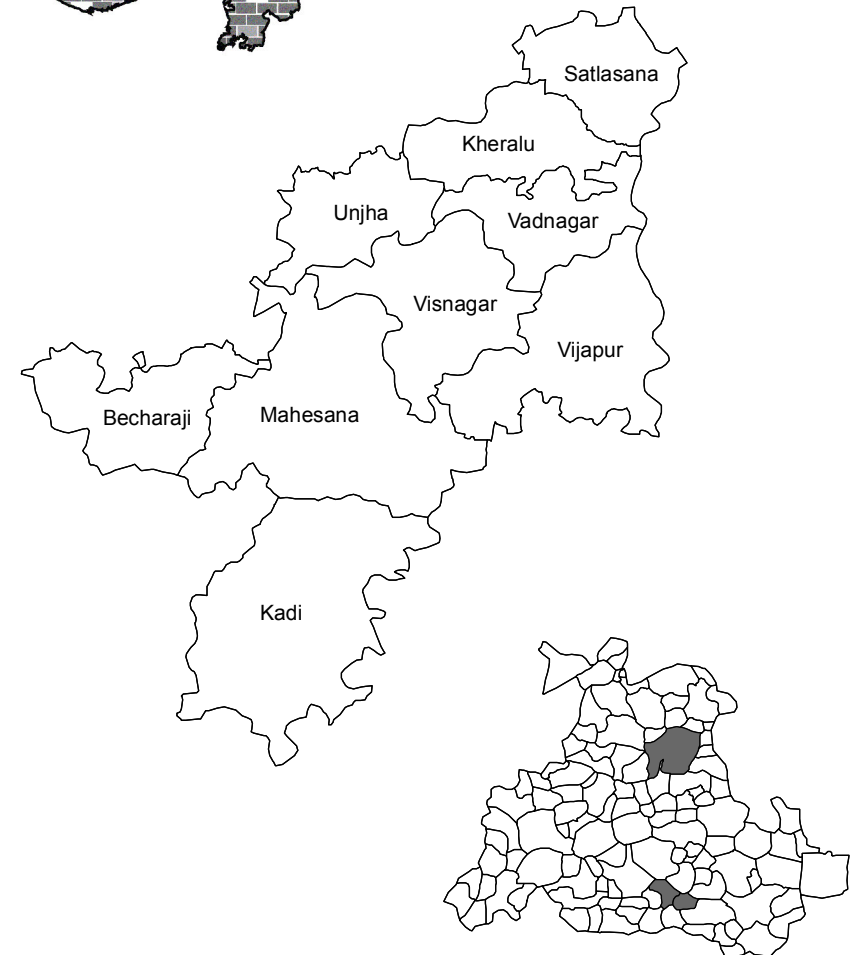 Satlasana
Kheralu
Unjha
Vadnagar
Visnagar
Vijapur
Becharaji
Mahesana
Kadi